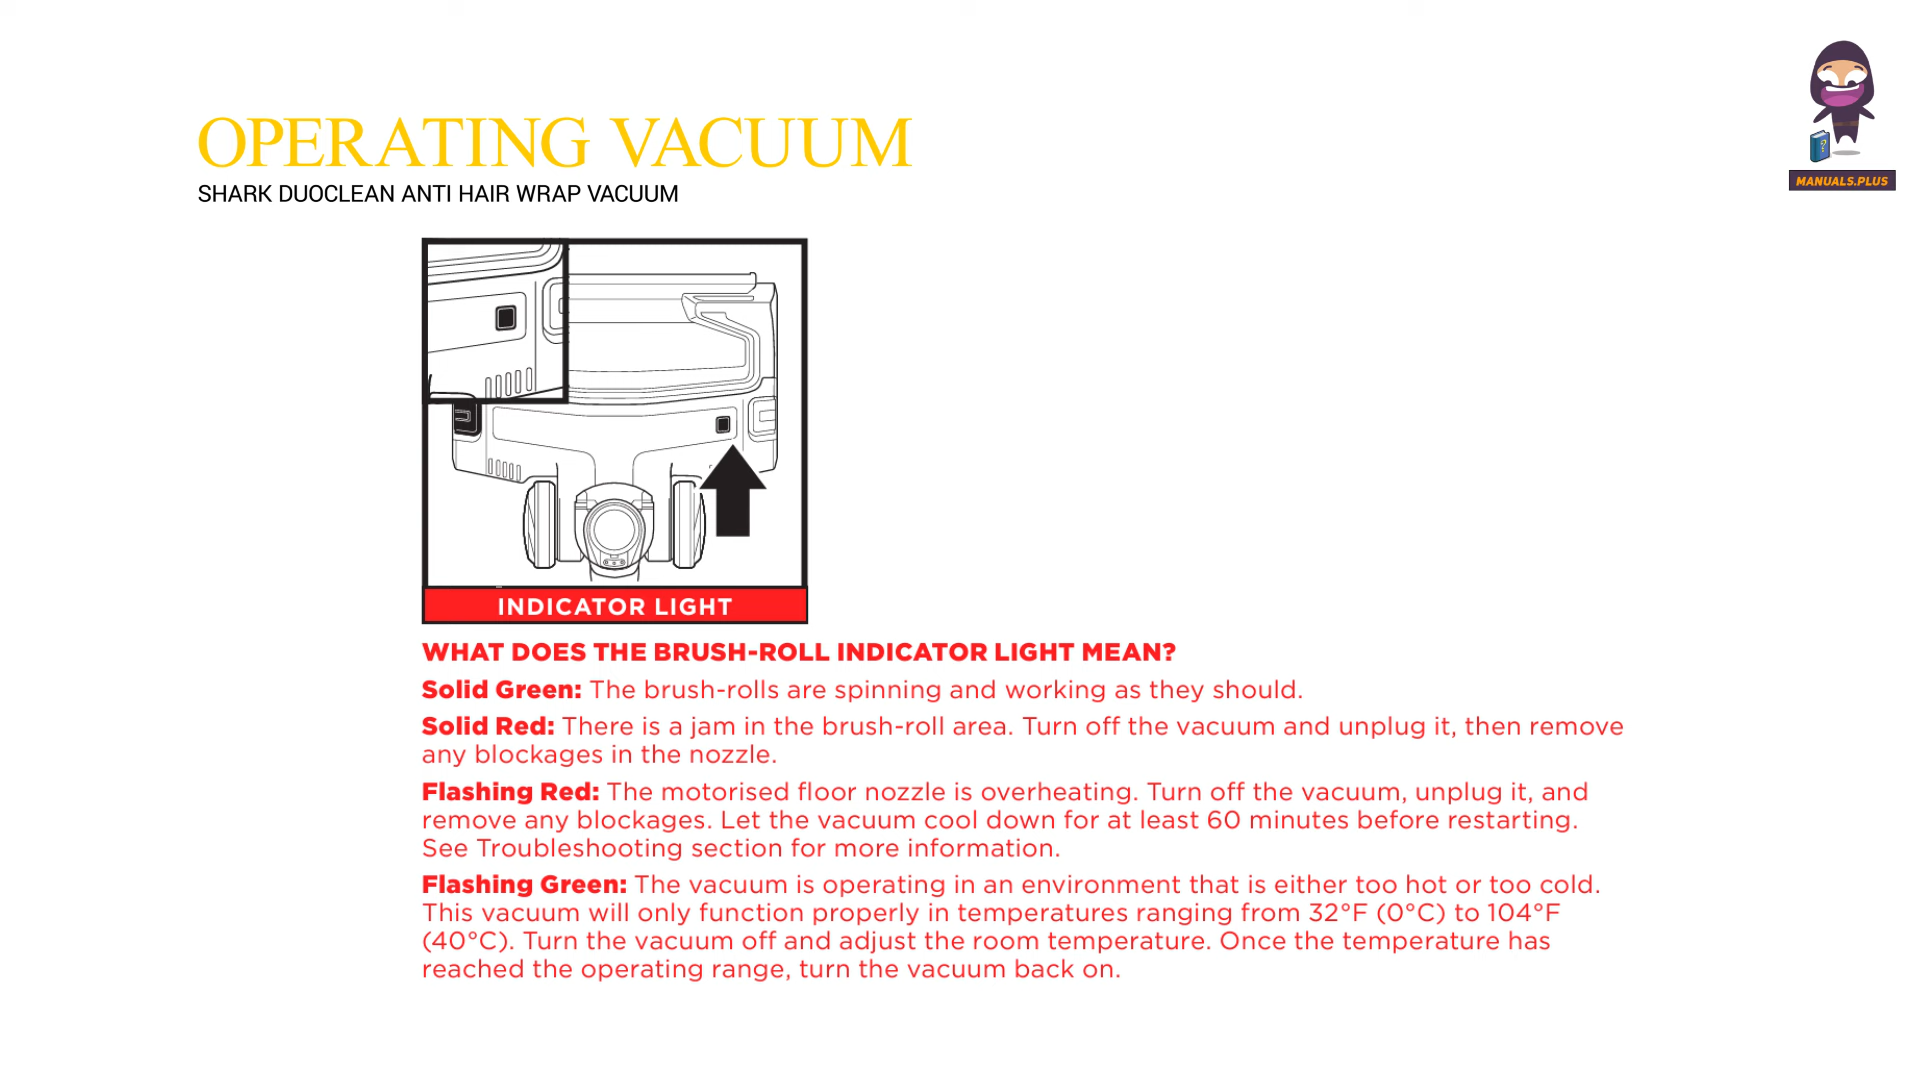 OPERATING VACUUM
SHARK DUOCLEAN ANTI HAIR WRAP VACUUM
?
MANUALS.PLUS
INDICATOR LIGHT
WHAT DOES THE BRUSH-ROLL INDICATOR LIGHT MEAN?
Solid Green: The brush-rolls are spinning and working as they should.
Solid Red: There is a jam in the brush-roll area. Turn off the vacuum and unplug it, then remove
any blockages in the nozzle.
Flashing Red: The motorised floor nozzle is overheating. Turn off the vacuum, unplug it, and
remove any blockages. Let the vacuum cool down for at least 60 minutes before restarting.
See Troubleshooting section for more information.
Flashing Green: The vacuum is operating in an environment that is either too hot or too cold.
This vacuum will only function properly in temperatures ranging from 32°F (0°C) to 104°F
(40°C). Turn the vacuum off and adjust the room temperature. Once the temperature has
reached the operating range, turn the vacuum back on.